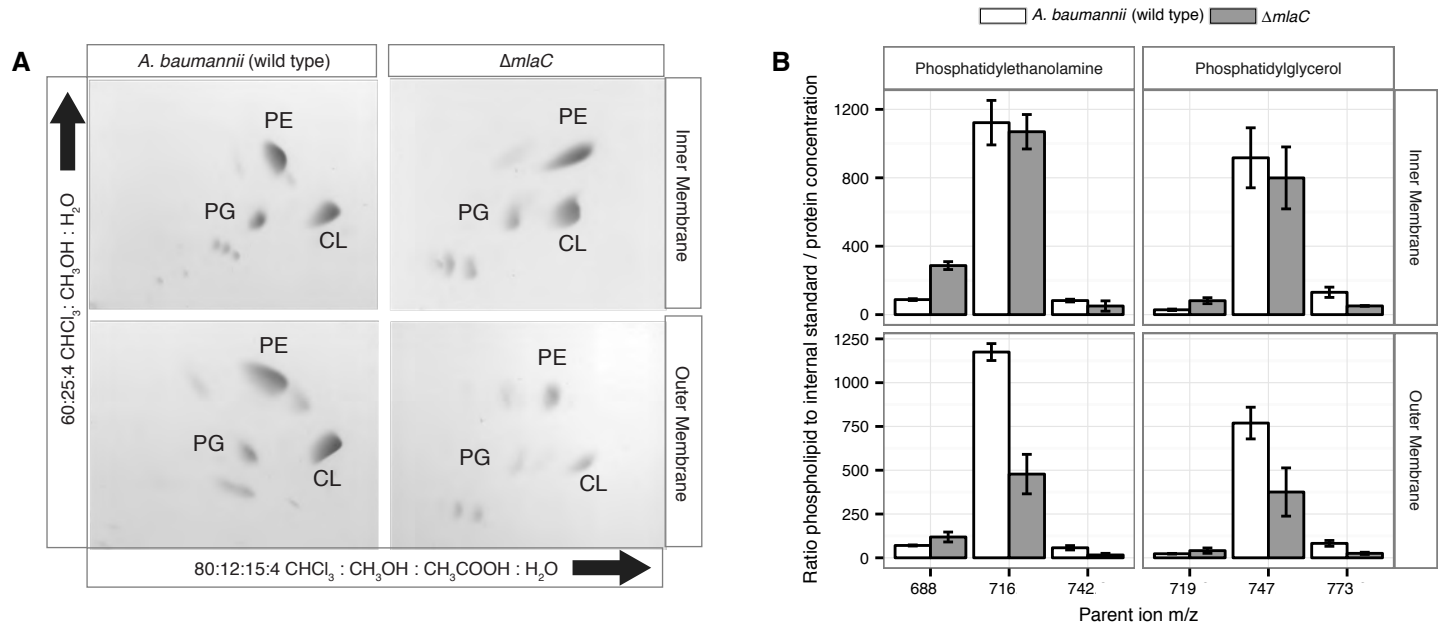 A
A. baumannii (wild type)
ΔmlaC
60:25:4 CHCl3 : CH3OH : H2O
PE
PG
CL
PE
PG
CL
Inner Membrane
PE
PG
CL
PE
PG
CL
Outer Membrane
80:12:15:4 CHCl3 : CH3OH : CH3COOH : H2O
B
A. baumannii (wild type)
ΔmlaC
Ratio phospholipid to internal standard / protein concentration
Phosphatidylethanolamine
Phosphatidylglycerol
1200
800
400
0
Inner Membrane
1250
1000
750
500
250
0
Outer Membrane
688 716 742 719 747 773
Parent ion m/z